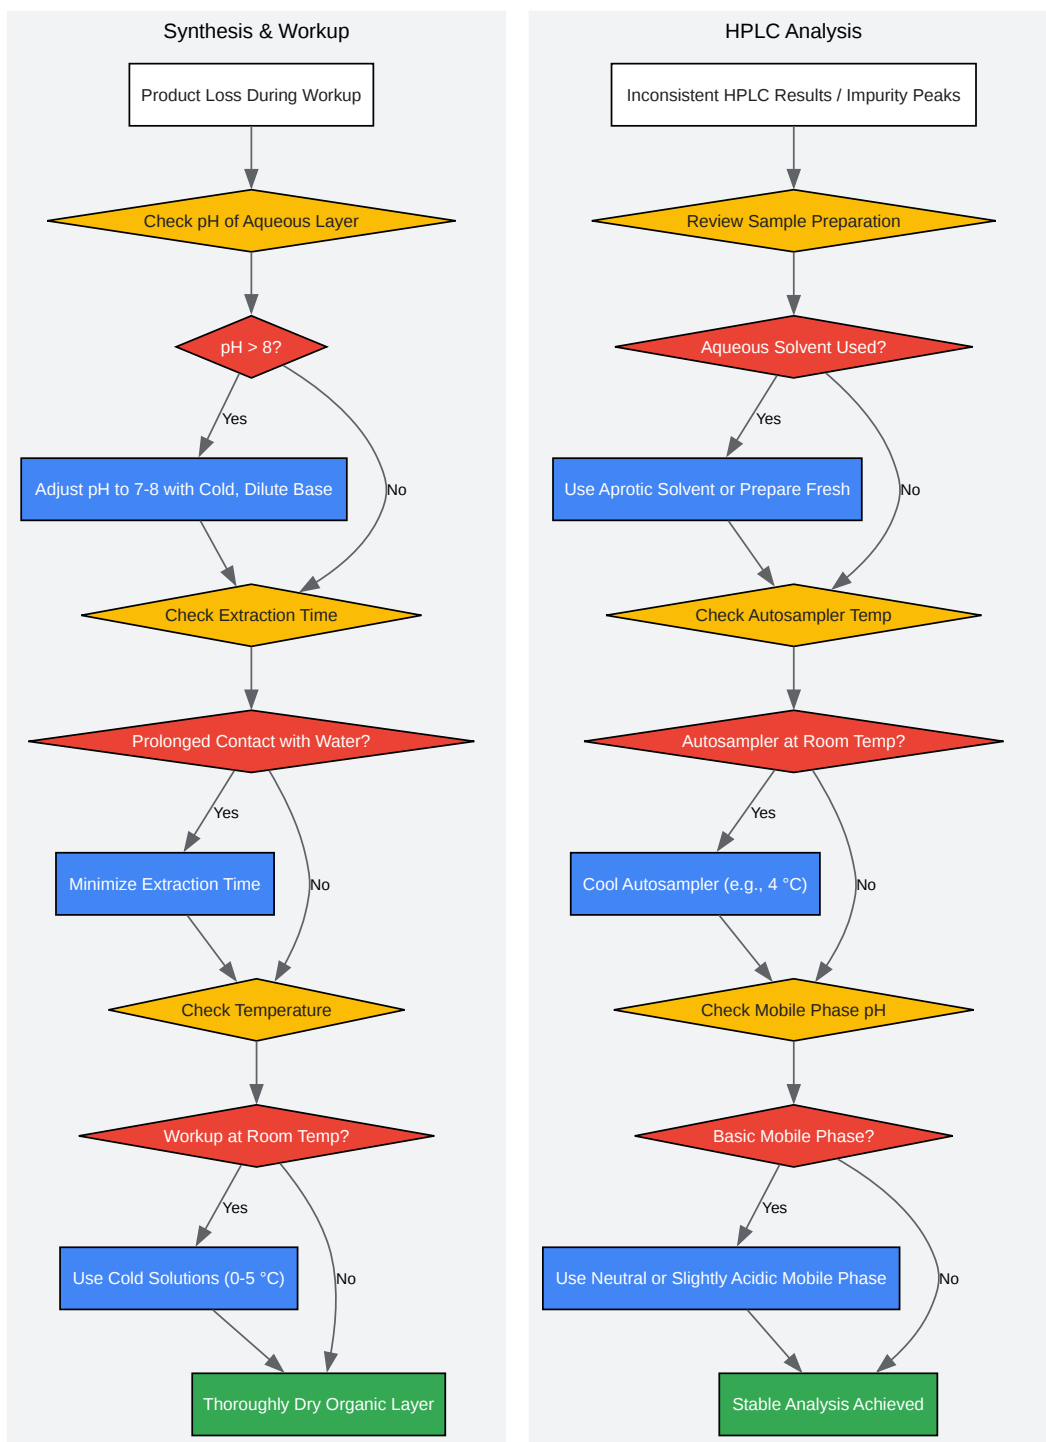 Synthesis & Workup
Product Loss During Workup
Check pH of Aqueous Layer
pH > 8?
Yes
Adjust pH to 7-8 with Cold, Dilute Base
No
Check Extraction Time
Prolonged Contact with Water?
Yes
Minimize Extraction Time
No
Check Temperature
Workup at Room Temp?
Yes
Use Cold Solutions (0-5 °C)
No
Thoroughly Dry Organic Layer
HPLC Analysis
Inconsistent HPLC Results / Impurity Peaks
Review Sample Preparation
Aqueous Solvent Used?
Yes
Use Aprotic Solvent or Prepare Fresh
No
Check Autosampler Temp
Autosampler at Room Temp?
Yes
Cool Autosampler (e.g., 4 °C)
No
Check Mobile Phase pH
Basic Mobile Phase?
Yes
Use Neutral or Slightly Acidic Mobile Phase
No
Stable Analysis Achieved